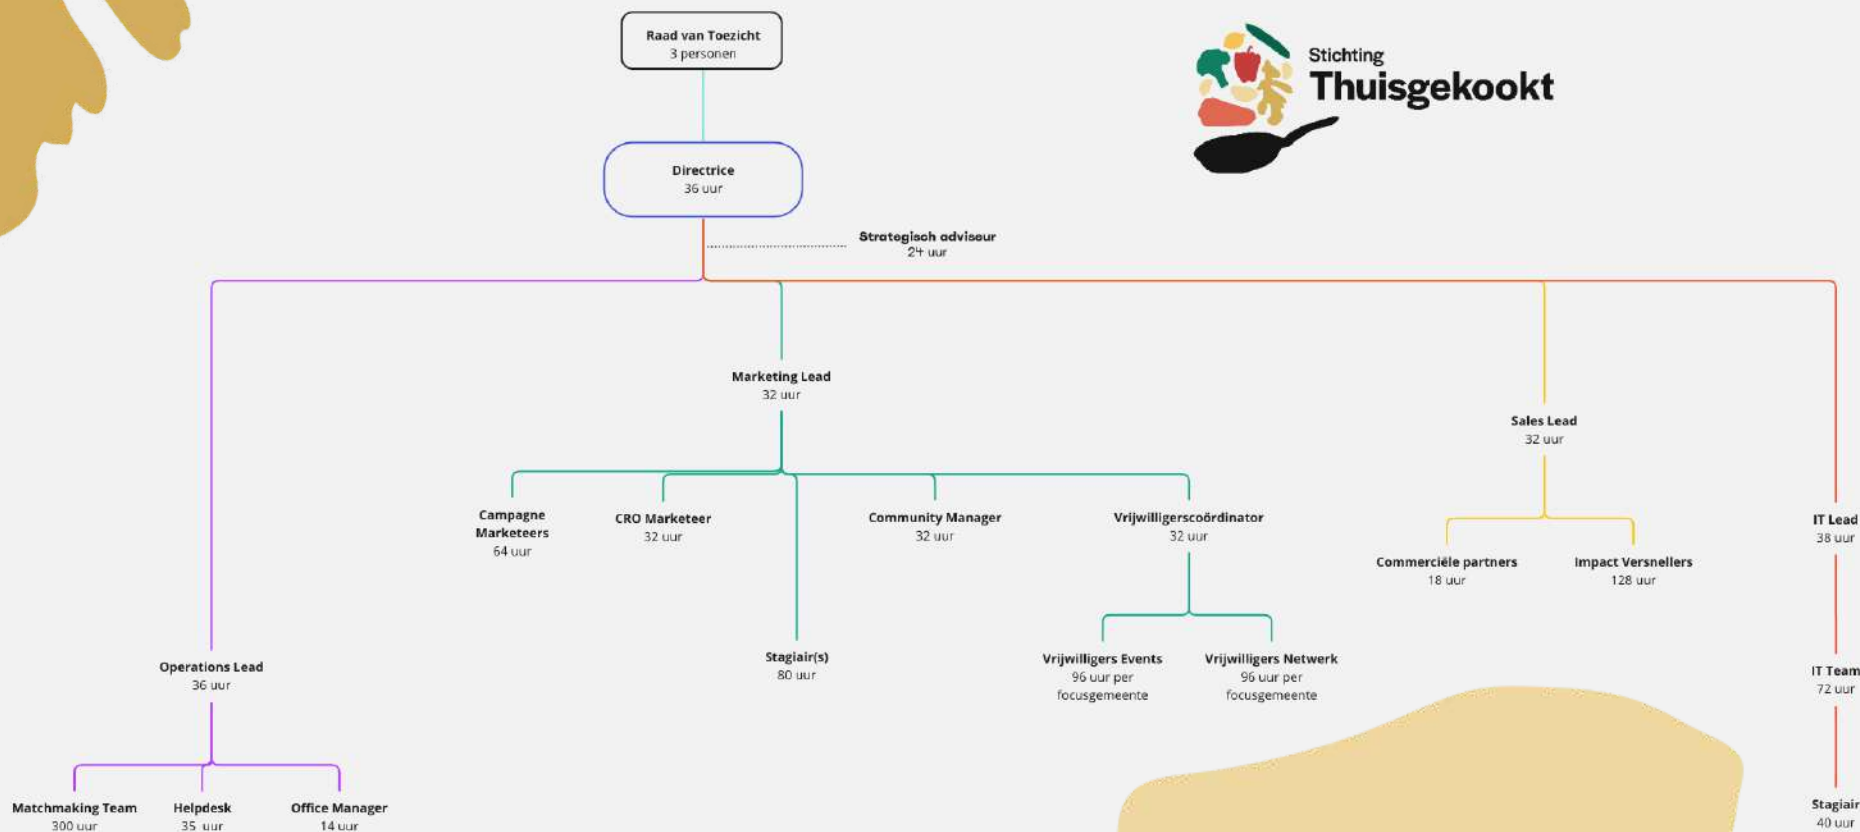 Raad van Toezicht
3 personen
Stichting
Thuisgekookt
Directrice
36 uur
Strategisch adviseur
24 uur
Marketing Lead
32 uur
Sales Lead
32 uur
Campagne
Marketeers
64 uur
CRO Marketeer
32 uur
Community Manager
32 uur
Vrijwilligerscoördinator
32 uur
IT Lead
38 uur
Commerciële partners
18 uur
Impact Versnellers
128 uur
Operations Lead
36 uur
Stagiair(s)
80 uur
Vrijwilligers Events
96 uur per
focusgemeente
Vrijwilligers Netwerk
96 uur per
focusgemeente
IT Team
72 uur
Matchmaking Team
300 uur
Helpdesk
35 uur
Office Manager
14 uur
Stagiair
40 uur